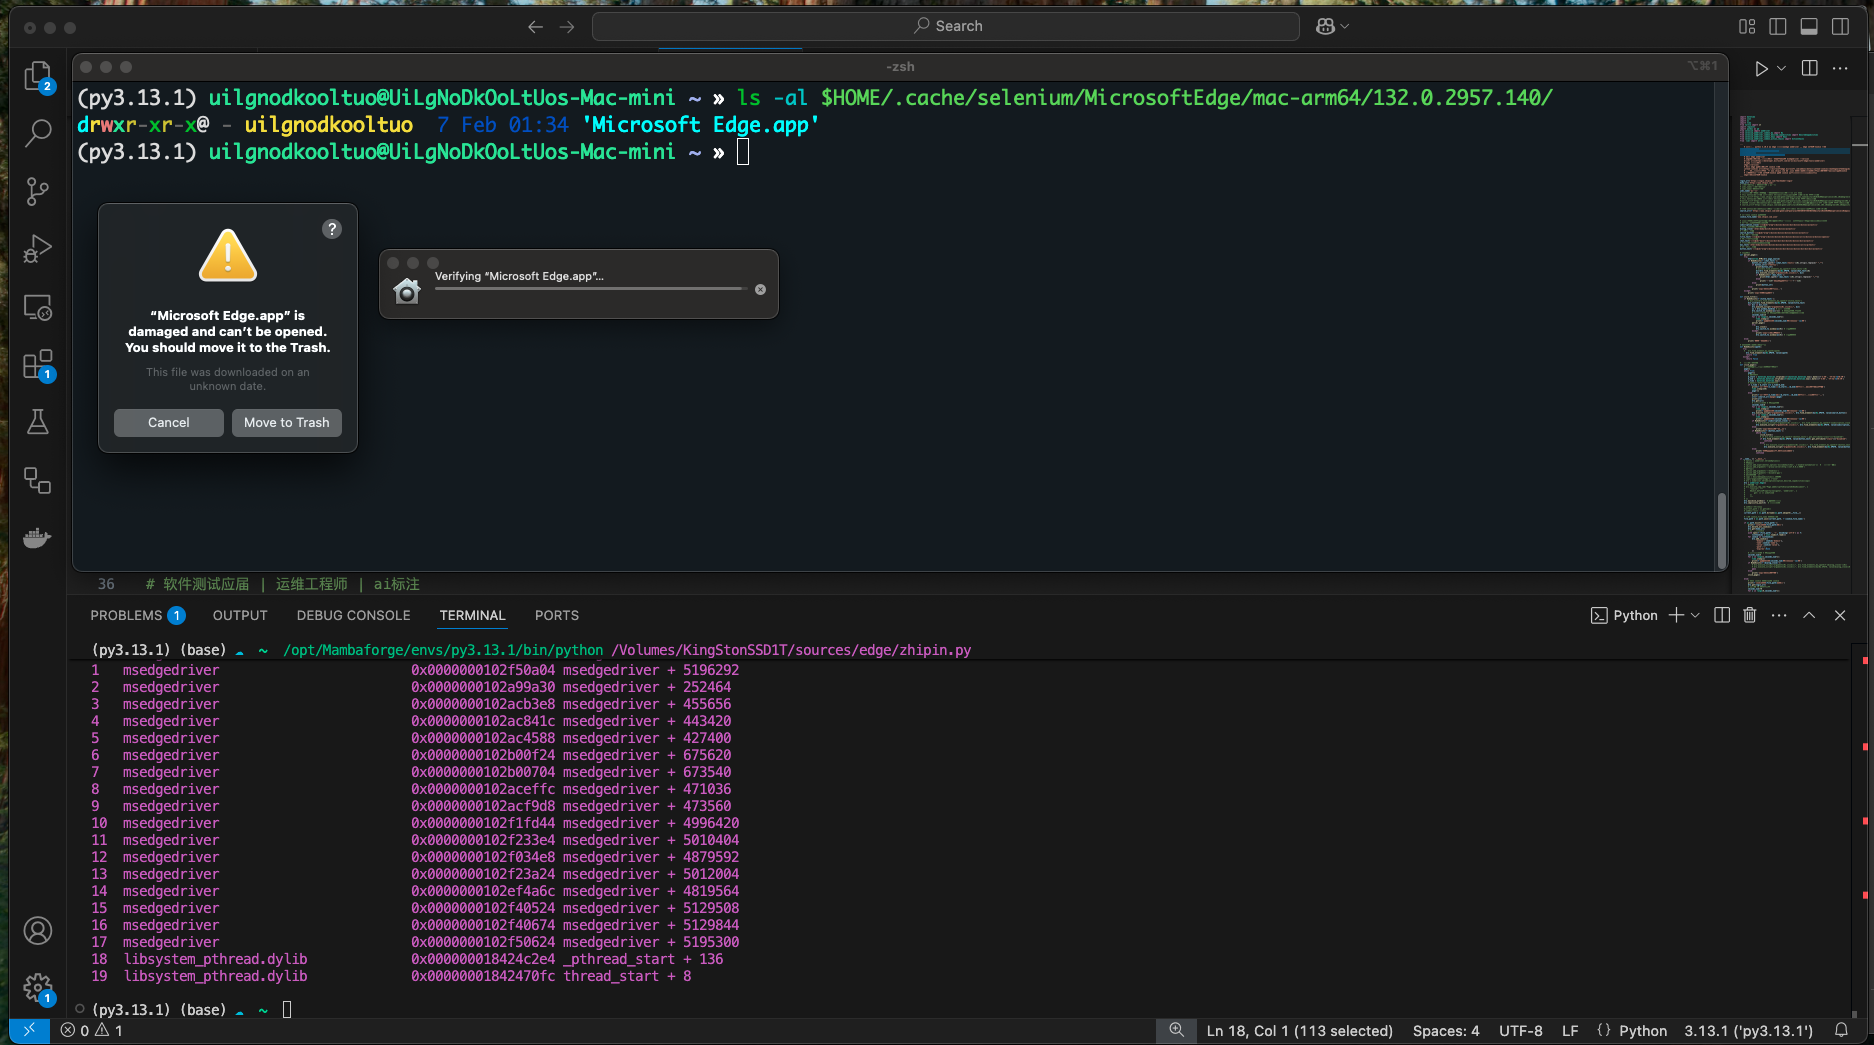 Search
2
-zsh
⌥⌘1
(py3.13.1) uilgnodkooltuo@UiLgNoDkOoLtUos-Mac-mini ~ » ls -al $HOME/.cache/selenium/MicrosoftEdge/mac-arm64/132.0.2957.140/
drwxr-xr-x@ - uilgnodkooltuo 7 Feb 01:34 'Microsoft Edge.app'
(py3.13.1) uilgnodkooltuo@UiLgNoDkOoLtUos-Mac-mini ~ »
?
“Microsoft Edge.app” is
damaged and can’t be opened.
You should move it to the Trash.
This file was downloaded on an
unknown date.
Cancel
Move to Trash
Verifying “Microsoft Edge.app”...
1
36 # 软件测试应届 | 运维工程师 | ai标注
PROBLEMS 1 OUTPUT DEBUG CONSOLE TERMINAL PORTS
Python
(py3.13.1) (base) ~ /opt/Mambaforge/envs/py3.13.1/bin/python /Volumes/KingStonSSD1T/sources/edge/zhipin.py
1 msedgedriver 0x0000000102f50a04 msedgedriver + 5196292
2 msedgedriver 0x0000000102a99a30 msedgedriver + 252464
3 msedgedriver 0x0000000102acb3e8 msedgedriver + 455656
4 msedgedriver 0x0000000102ac841c msedgedriver + 443420
5 msedgedriver 0x0000000102ac4588 msedgedriver + 427400
6 msedgedriver 0x0000000102b00f24 msedgedriver + 675620
7 msedgedriver 0x0000000102b00704 msedgedriver + 673540
8 msedgedriver 0x0000000102aceffc msedgedriver + 471036
9 msedgedriver 0x0000000102acf9d8 msedgedriver + 473560
10 msedgedriver 0x0000000102f1fd44 msedgedriver + 4996420
11 msedgedriver 0x0000000102f233e4 msedgedriver + 5010404
12 msedgedriver 0x0000000102f034e8 msedgedriver + 4879592
13 msedgedriver 0x0000000102f23a24 msedgedriver + 5012004
14 msedgedriver 0x0000000102ef4a6c msedgedriver + 4819564
15 msedgedriver 0x0000000102f40524 msedgedriver + 5129508
16 msedgedriver 0x0000000102f40674 msedgedriver + 5129844
17 msedgedriver 0x0000000102f50624 msedgedriver + 5195300
18 libsystem_pthread.dylib 0x000000018424c2e4 _pthread_start + 136
19 libsystem_pthread.dylib 0x00000001842470fc thread_start + 8
(py3.13.1) (base) ~
1
0 1
Ln 18, Col 1 (113 selected) Spaces: 4 UTF-8 LF {} Python 3.13.1 ('py3.13.1')